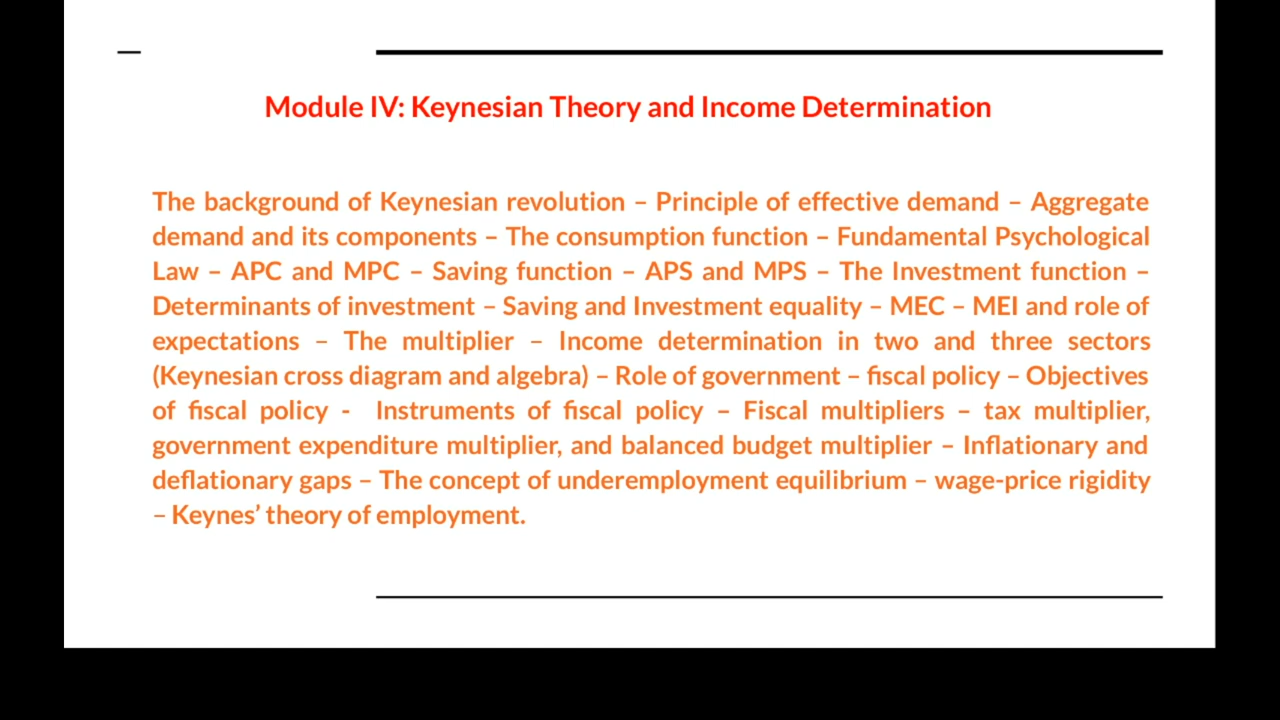 Module IV: Keynesian Theory and Income Determination
The background of Keynesian revolution – Principle of effective demand – Aggregate
demand and its components – The consumption function – Fundamental Psychological
Law – APC and MPC – Saving function – APS and MPS – The Investment function –
Determinants of investment – Saving and Investment equality – MEC – MEI and role of
expectations – The multiplier – Income determination in two and three sectors
(Keynesian cross diagram and algebra) – Role of government – fiscal policy – Objectives
of fiscal policy - Instruments of fiscal policy – Fiscal multipliers – tax multiplier,
government expenditure multiplier, and balanced budget multiplier – Inflationary and
deflationary gaps – The concept of underemployment equilibrium – wage-price rigidity
– Keynes’ theory of employment.